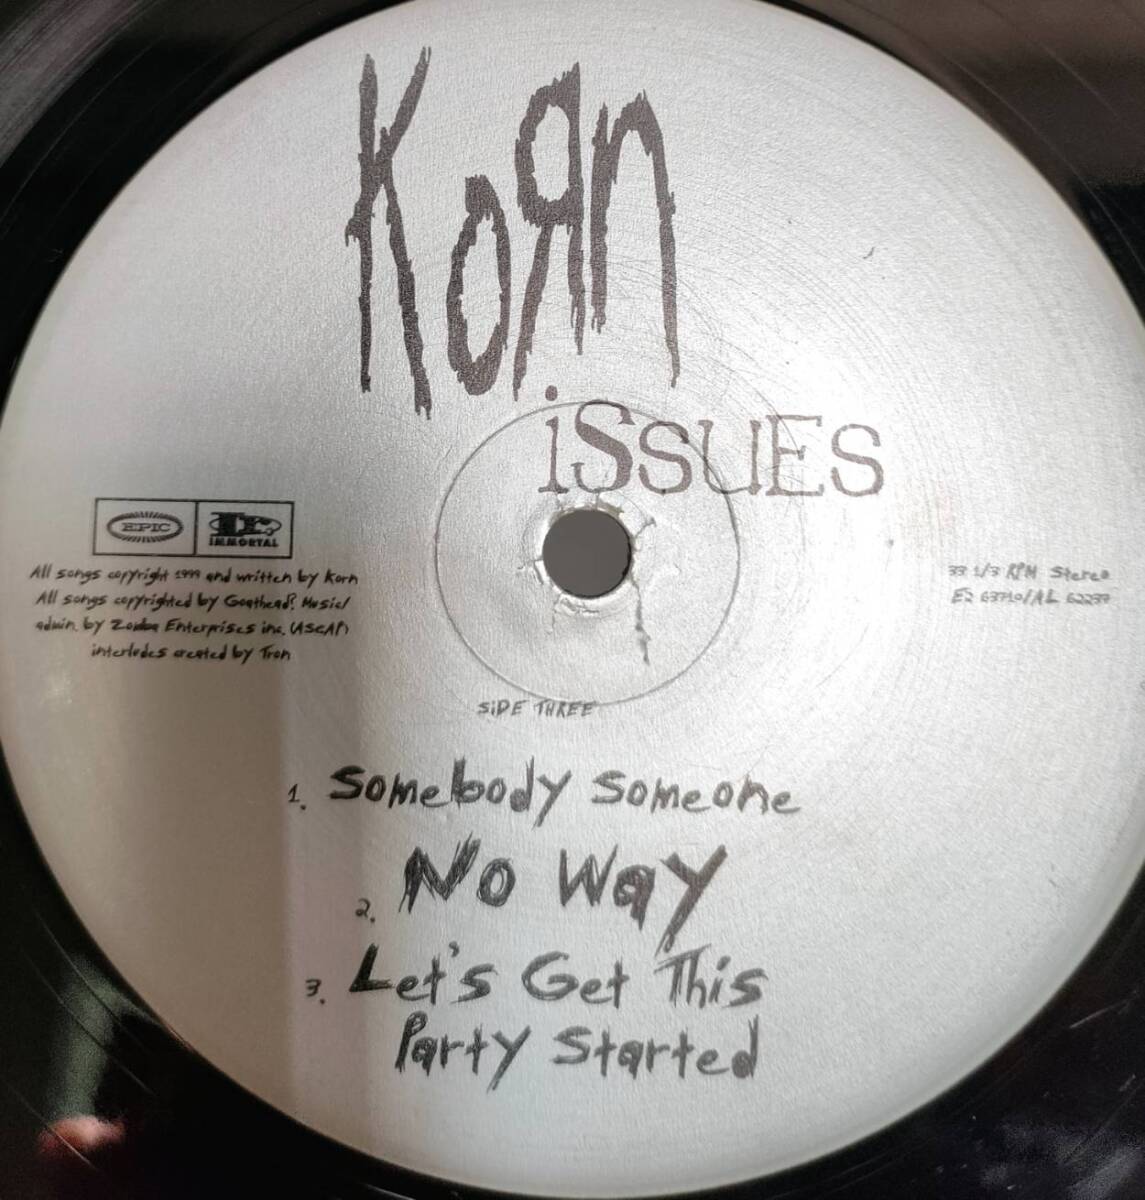 KoЯn
iSSUES
EPIC
IMMORTAL
All songs copyright 1999 and written by Korn
All songs copyrighted by Goathead? Music/
admin. by Zomba Enterprises inc. (ASCAP)
interludes created by Tron
33 1/3 RPM Stereo
E2 63710/AL 62239
SiDE THREE
1. Somebody Someone
2. No Way
3. Let's Get This
Party Started